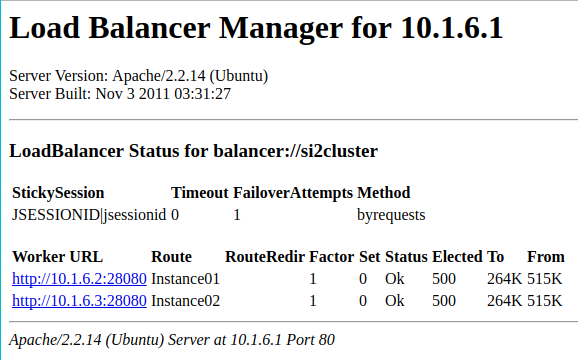 Load Balancer Manager for 10.1.6.1
Server Version: Apache/2.2.14 (Ubuntu)
Server Built: Nov 3 2011 03:31:27
LoadBalancer Status for balancer://si2cluster
StickySession Timeout FailoverAttempts Method
JSESSIONID|jsessionid 0 1 byrequests
Worker URL Route RouteRedir Factor Set Status Elected To From
http://10.1.6.2:28080 Instance01 1 0 Ok 500 264K 515K
http://10.1.6.3:28080 Instance02 1 0 Ok 500 264K 515K
Apache/2.2.14 (Ubuntu) Server at 10.1.6.1 Port 80